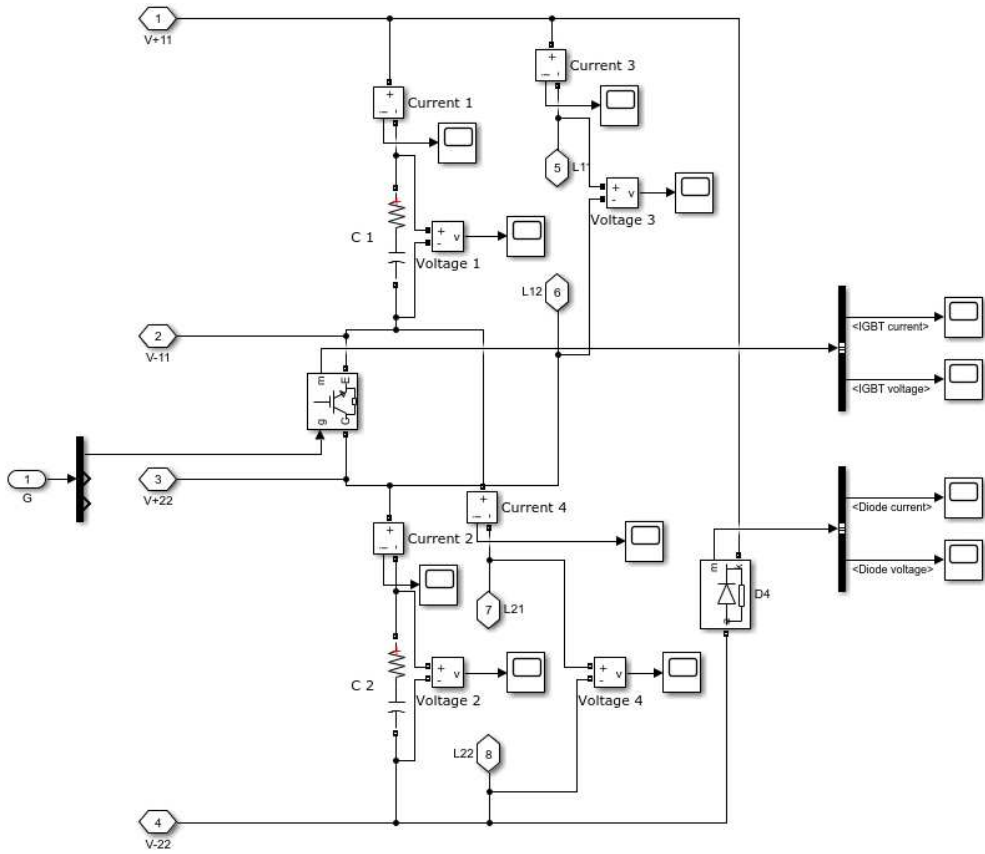 1
V+11
Current 3
+
-
i
Current 1
+
-
i
5
L1
+
-
v
Voltage 3
C 1
+
-
v
Voltage 1
L12
6
2
V-11
<IGBT current>
<IGBT voltage>
m
E
g
C
1
G
3
V+22
Current 4
+
-
i
Current 2
+
-
i
<Diode current>
<Diode voltage>
m
k
a
D4
7
L21
C 2
+
-
v
Voltage 2
+
-
v
Voltage 4
L22
8
4
V-22